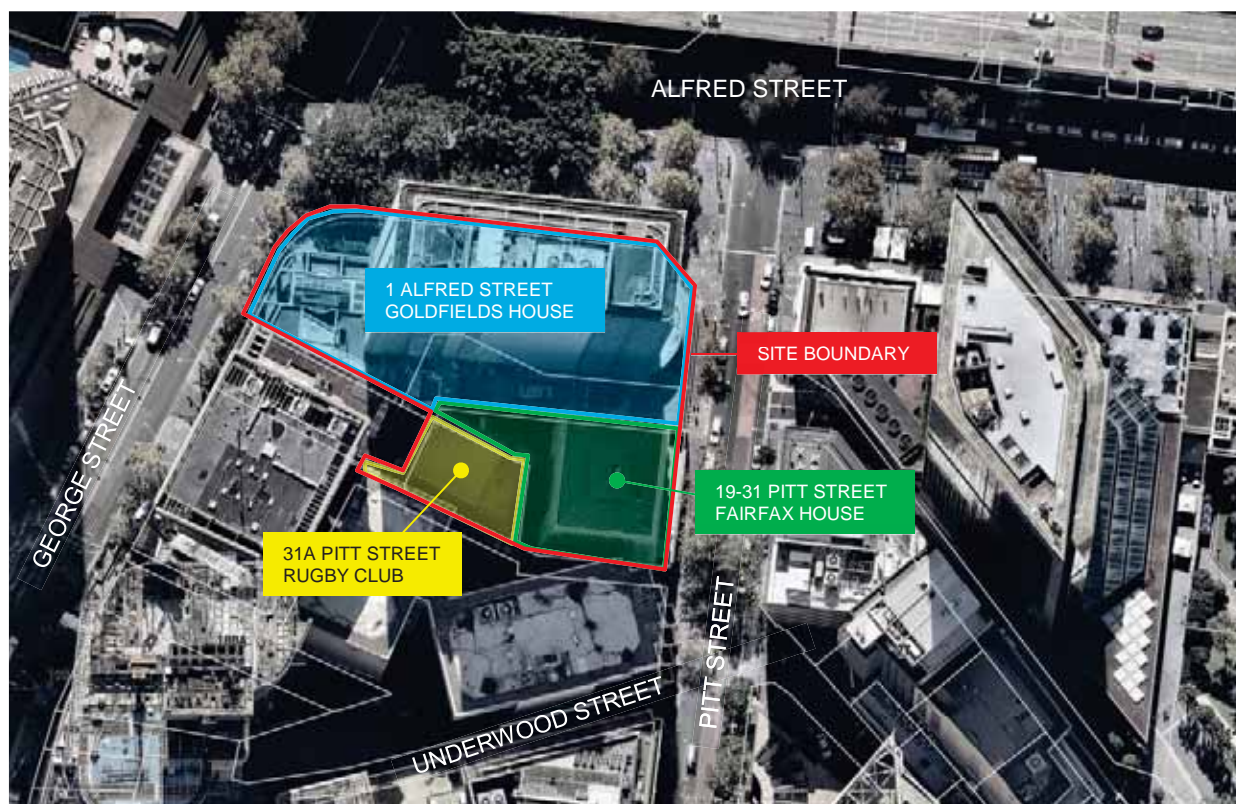 ALFRED STREET
1 ALFRED STREET
GOLDFIELDS HOUSE
SITE BOUNDARY
GEORGE STREET
19-31 PITT STREET
FAIRFAX HOUSE
31A PITT STREET
RUGBY CLUB
PITT STREET
UNDERWOOD STREET